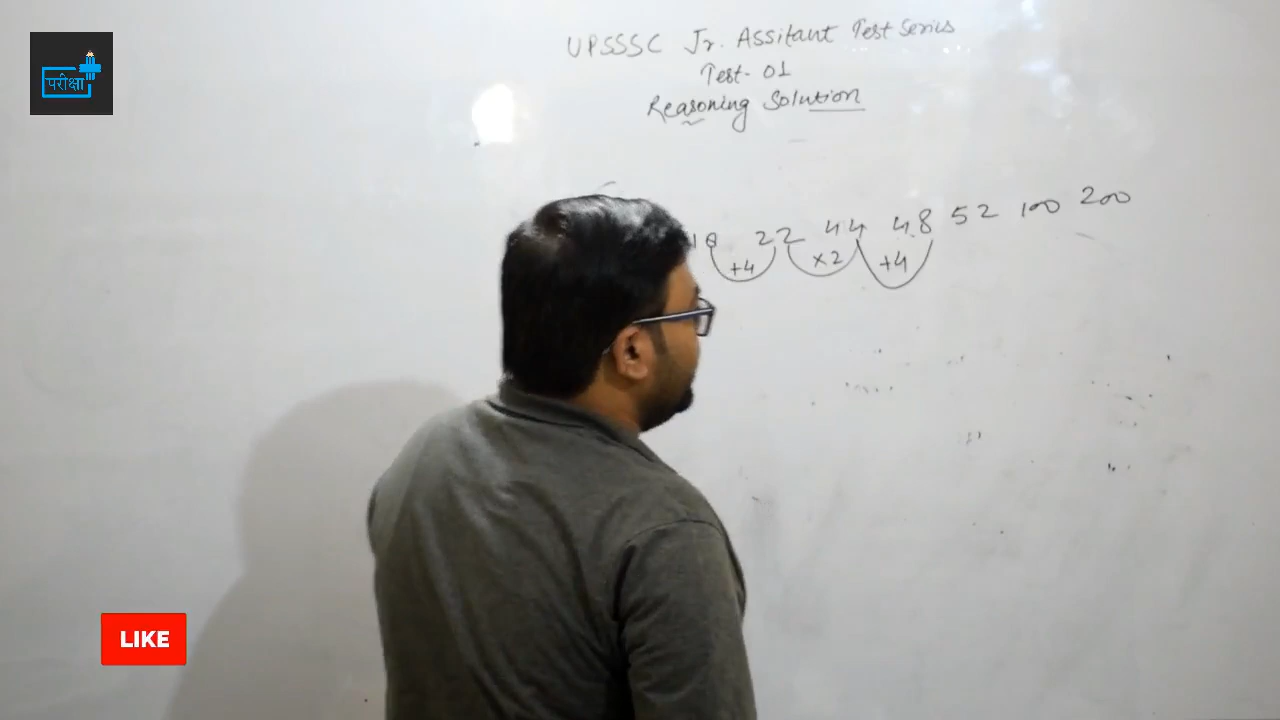 परीक्षा
UPSSSC Jr. Assitant Test Series
Test-01
Reasoning Solution
18 22 44 48 52 100 200
+4 ×2 +4
LIKE